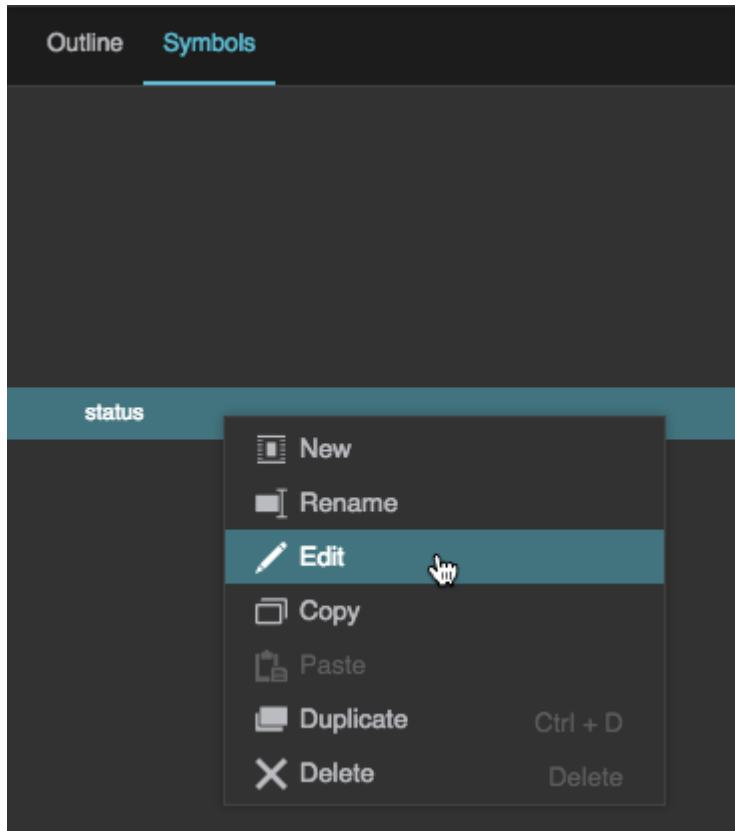 Outline Symbols
status
New
Rename
Edit
Copy
Paste
Duplicate Ctrl + D
Delete Delete